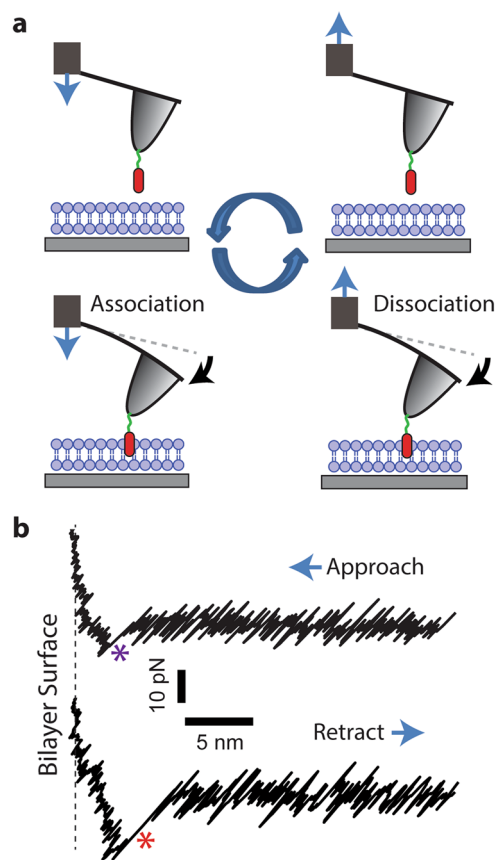 a
Association
Dissociation
b
Approach
Bilayer Surface
*
10 pN
5 nm
Retract
*